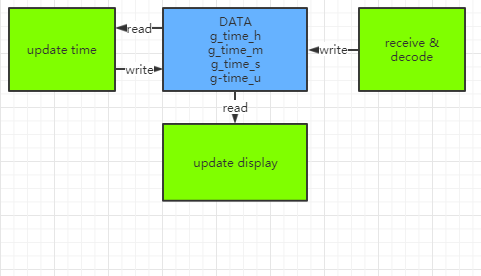 update time
read
write
DATA
g_time_h
g_time_m
g_time_s
g-time_u
write
receive &
decode
read
update display